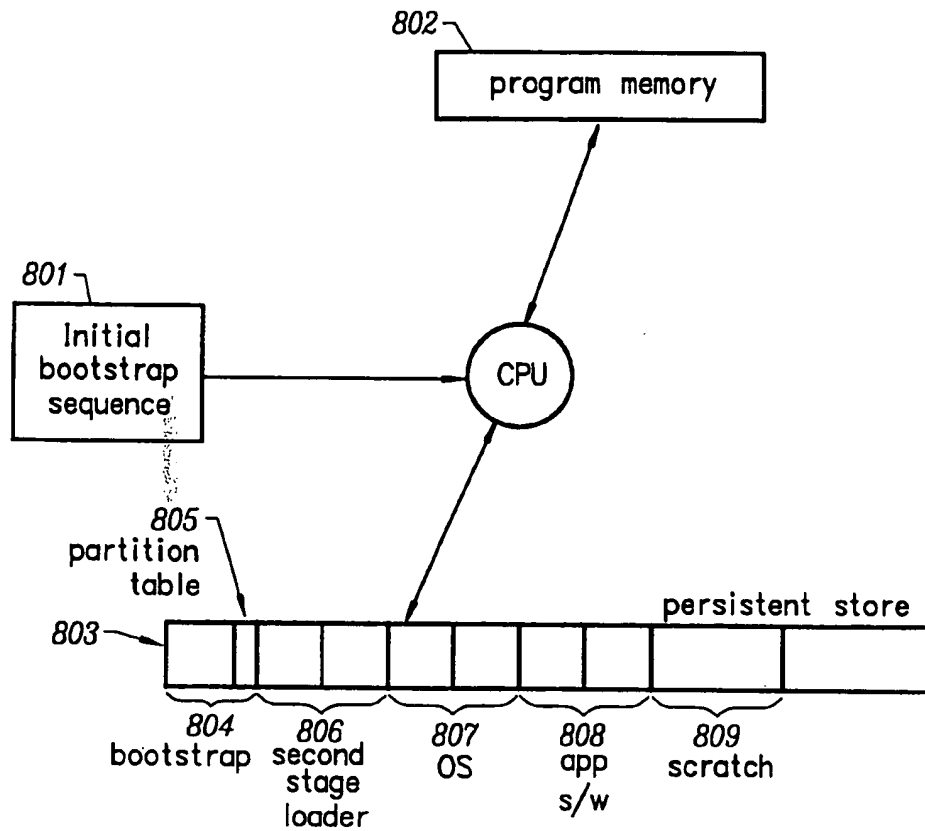 802
program memory
801
Initial
bootstrap
sequence
CPU
805
partition
table
persistent store
803
804
bootstrap
806
second
stage
loader
807
OS
808
app
s/w
809
scratch